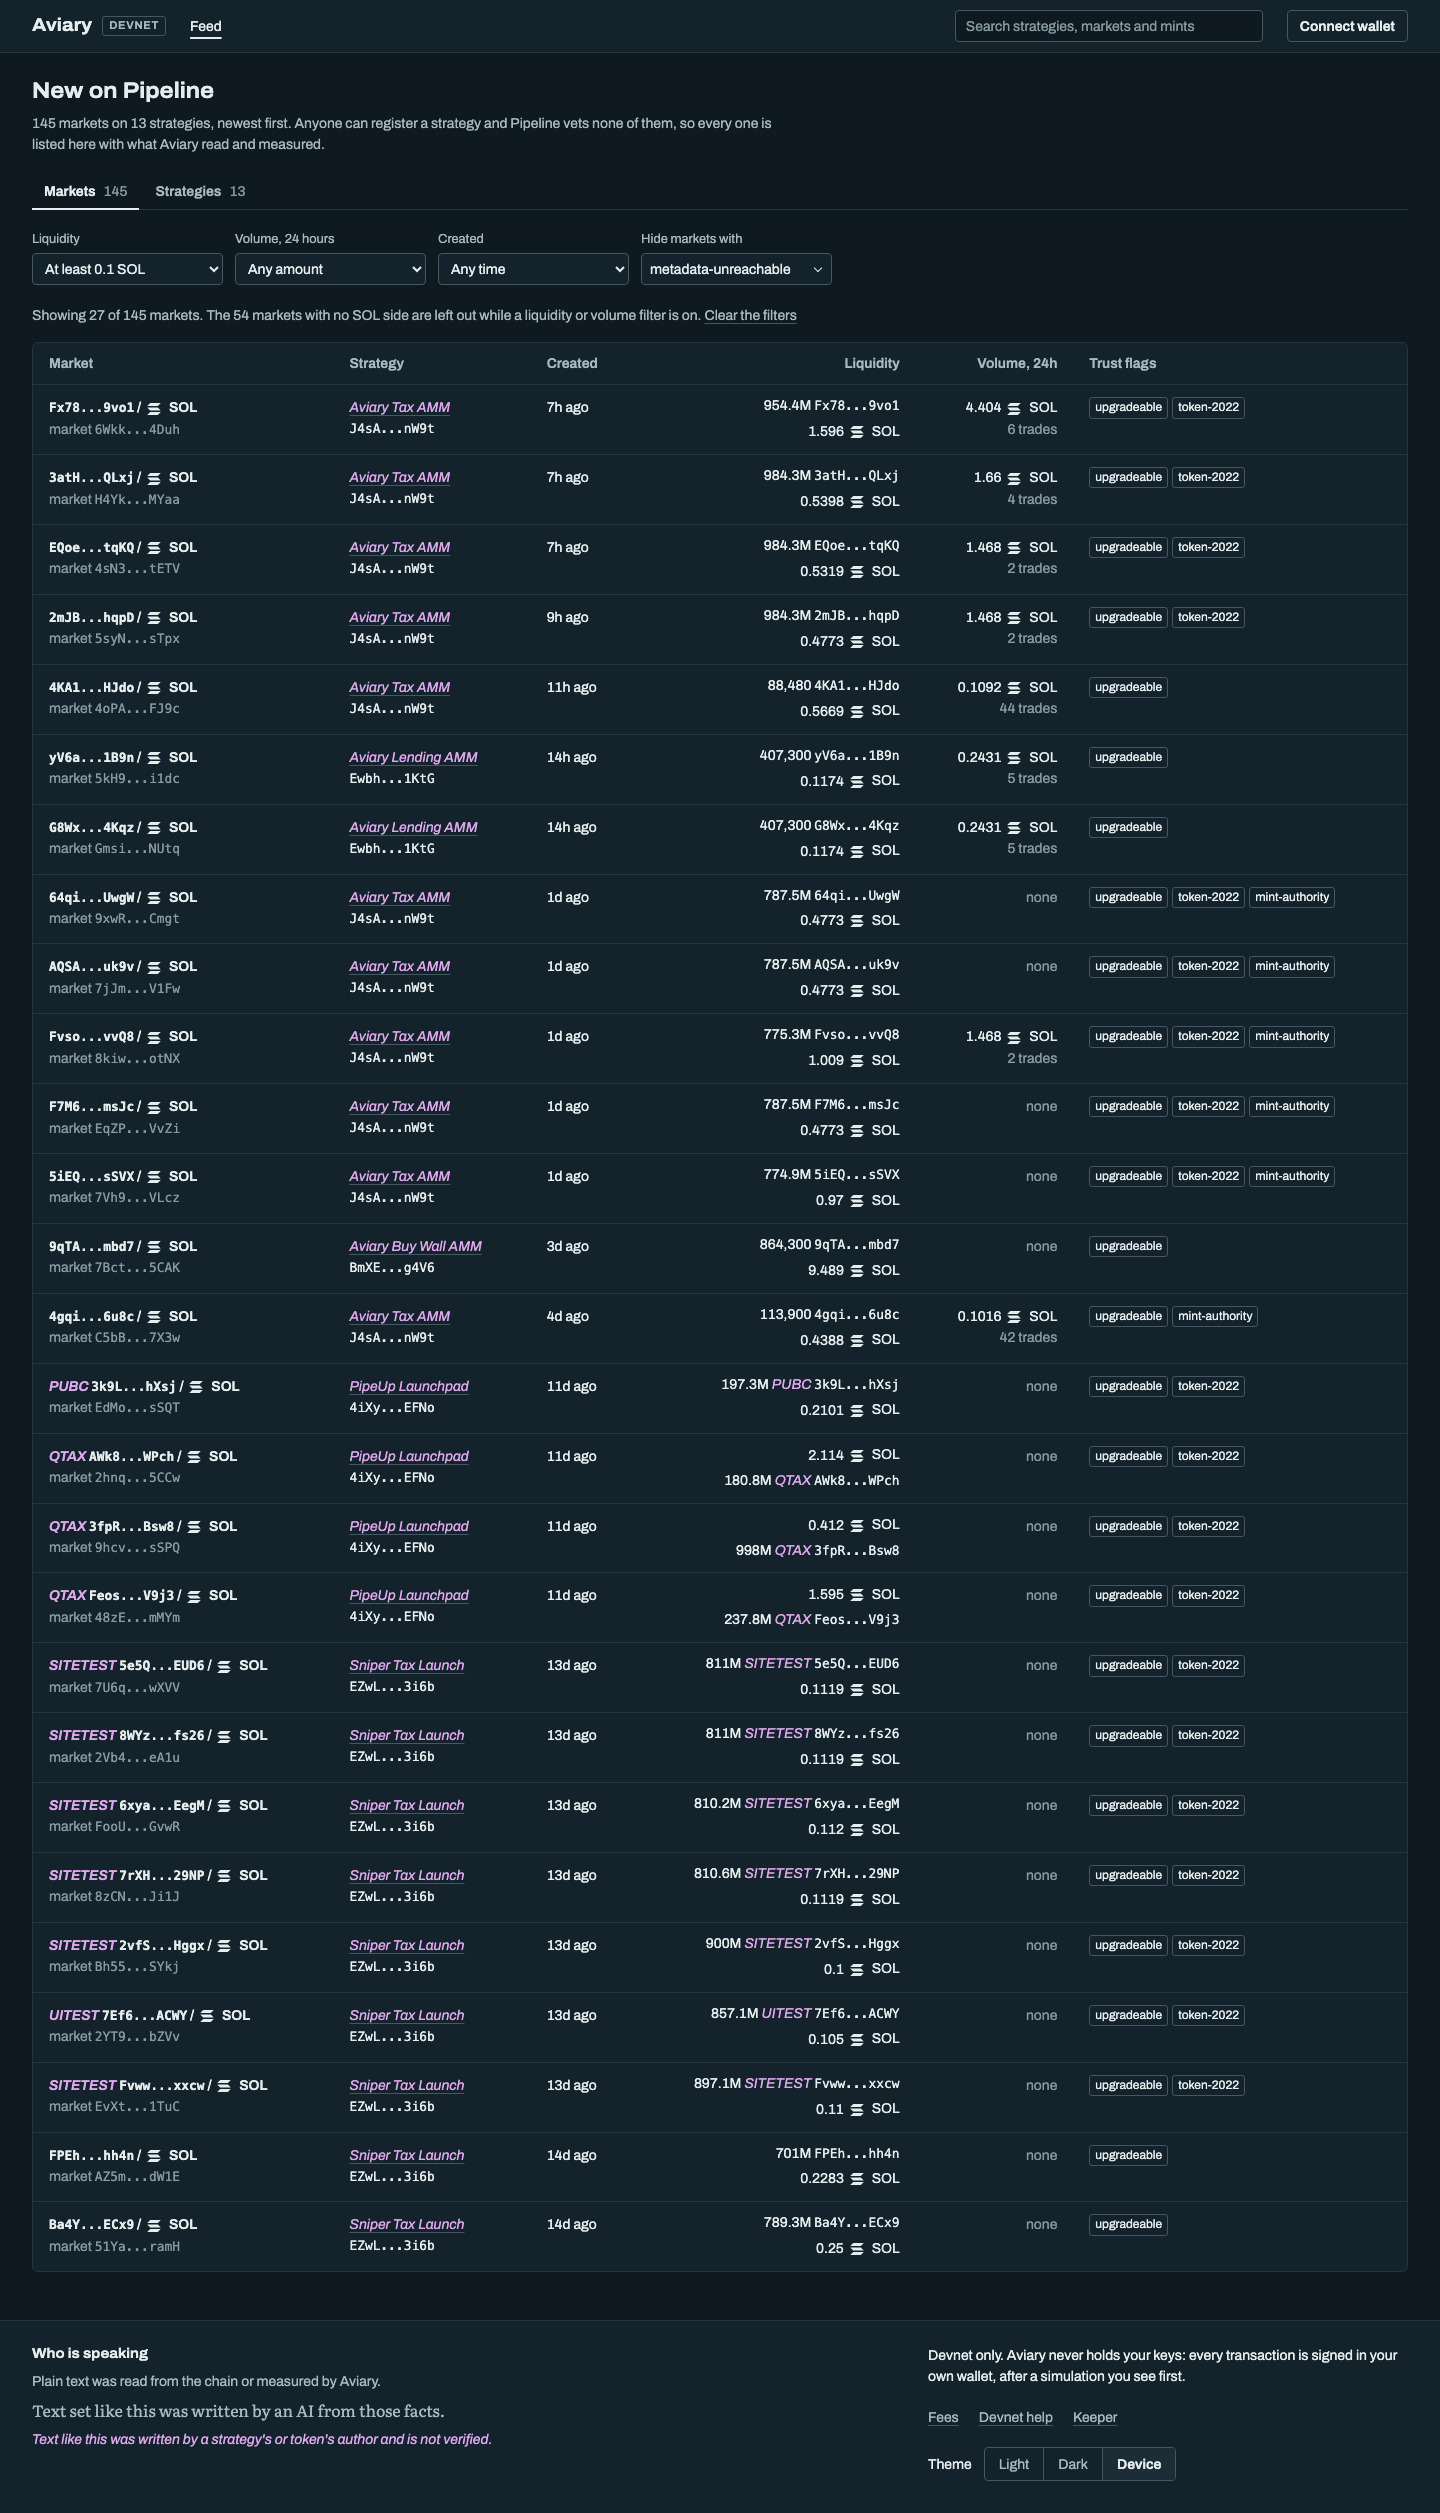 Aviary DEVNET Feed Search strategies, markets and mints Connect wallet
New on Pipeline
145 markets on 13 strategies, newest first. Anyone can register a strategy and Pipeline vets none of them, so every one is
listed here with what Aviary read and measured.
Markets 145 Strategies 13
Liquidity Volume, 24 hours Created Hide markets with
At least 0.1 SOL Any amount Any time metadata-unreachable
Showing 27 of 145 markets. The 54 markets with no SOL side are left out while a liquidity or volume filter is on. Clear the filters
Market Strategy Created Liquidity Volume, 24h Trust flags
Fx78...9vo1 / SOL Aviary Tax AMM 7h ago 954.4M Fx78...9vo1 4.404 SOL upgradeable token-2022
market 6Wkk...4Duh J4sA...nW9t 1.596 SOL 6 trades
3atH...QLxj / SOL Aviary Tax AMM 7h ago 984.3M 3atH...QLxj 1.66 SOL upgradeable token-2022
market H4Yk...MYaa J4sA...nW9t 0.5398 SOL 4 trades
EQoe...tqKQ / SOL Aviary Tax AMM 7h ago 984.3M EQoe...tqKQ 1.468 SOL upgradeable token-2022
market 4sN3...tETV J4sA...nW9t 0.5319 SOL 2 trades
2mJB...hqpD / SOL Aviary Tax AMM 9h ago 984.3M 2mJB...hqpD 1.468 SOL upgradeable token-2022
market 5syN...sTpx J4sA...nW9t 0.4773 SOL 2 trades
4KA1...HJdo / SOL Aviary Tax AMM 11h ago 88,480 4KA1...HJdo 0.1092 SOL upgradeable
market 4oPA...FJ9c J4sA...nW9t 0.5669 SOL 44 trades
yV6a...1B9n / SOL Aviary Lending AMM 14h ago 407,300 yV6a...1B9n 0.2431 SOL upgradeable
market 5kH9...i1dc Ewbh...1KtG 0.1174 SOL 5 trades
G8Wx...4Kqz / SOL Aviary Lending AMM 14h ago 407,300 G8Wx...4Kqz 0.2431 SOL upgradeable
market Gmsi...NUtq Ewbh...1KtG 0.1174 SOL 5 trades
64qi...UwgW / SOL Aviary Tax AMM 1d ago 787.5M 64qi...UwgW none upgradeable token-2022 mint-authority
market 9xwR...Cmgt J4sA...nW9t 0.4773 SOL
AQSA...uk9v / SOL Aviary Tax AMM 1d ago 787.5M AQSA...uk9v none upgradeable token-2022 mint-authority
market 7jJm...V1Fw J4sA...nW9t 0.4773 SOL
Fvso...vvQ8 / SOL Aviary Tax AMM 1d ago 775.3M Fvso...vvQ8 1.468 SOL upgradeable token-2022 mint-authority
market 8kiw...otNX J4sA...nW9t 1.009 SOL 2 trades
F7M6...msJc / SOL Aviary Tax AMM 1d ago 787.5M F7M6...msJc none upgradeable token-2022 mint-authority
market EqZP...VvZi J4sA...nW9t 0.4773 SOL
5iEQ...sSVX / SOL Aviary Tax AMM 1d ago 774.9M 5iEQ...sSVX none upgradeable token-2022 mint-authority
market 7Vh9...VLcz J4sA...nW9t 0.97 SOL
9qTA...mbd7 / SOL Aviary Buy Wall AMM 3d ago 864,300 9qTA...mbd7 none upgradeable
market 7Bct...5CAK BmXE...g4V6 9.489 SOL
4gqi...6u8c / SOL Aviary Tax AMM 4d ago 113,900 4gqi...6u8c 0.1016 SOL upgradeable mint-authority
market C5bB...7X3w J4sA...nW9t 0.4388 SOL 42 trades
PUBC 3k9L...hXsj / SOL PipeUp Launchpad 11d ago 197.3M PUBC 3k9L...hXsj none upgradeable token-2022
market EdMo...sSQT 4iXy...EFNo 0.2101 SOL
QTAX AWk8...WPch / SOL PipeUp Launchpad 11d ago 2.114 SOL none upgradeable token-2022
market 2hnq...5CCw 4iXy...EFNo 180.8M QTAX AWk8...WPch
QTAX 3fpR...Bsw8 / SOL PipeUp Launchpad 11d ago 0.412 SOL none upgradeable token-2022
market 9hcv...sSPQ 4iXy...EFNo 998M QTAX 3fpR...Bsw8
QTAX Feos...V9j3 / SOL PipeUp Launchpad 11d ago 1.595 SOL none upgradeable token-2022
market 48zE...mMYm 4iXy...EFNo 237.8M QTAX Feos...V9j3
SITETEST 5e5Q...EUD6 / SOL Sniper Tax Launch 13d ago 811M SITETEST 5e5Q...EUD6 none upgradeable token-2022
market 7U6q...wXVV EZwL...3i6b 0.1119 SOL
SITETEST 8WYz...fs26 / SOL Sniper Tax Launch 13d ago 811M SITETEST 8WYz...fs26 none upgradeable token-2022
market 2Vb4...eA1u EZwL...3i6b 0.1119 SOL
SITETEST 6xya...EegM / SOL Sniper Tax Launch 13d ago 810.2M SITETEST 6xya...EegM none upgradeable token-2022
market FooU...GvwR EZwL...3i6b 0.112 SOL
SITETEST 7rXH...29NP / SOL Sniper Tax Launch 13d ago 810.6M SITETEST 7rXH...29NP none upgradeable token-2022
market 8zCN...Ji1J EZwL...3i6b 0.1119 SOL
SITETEST 2vfS...Hggx / SOL Sniper Tax Launch 13d ago 900M SITETEST 2vfS...Hggx none upgradeable token-2022
market Bh55...SYkj EZwL...3i6b 0.1 SOL
UITEST 7Ef6...ACWY / SOL Sniper Tax Launch 13d ago 857.1M UITEST 7Ef6...ACWY none upgradeable token-2022
market 2YT9...bZVv EZwL...3i6b 0.105 SOL
SITETEST Fvww...xxcw / SOL Sniper Tax Launch 13d ago 897.1M SITETEST Fvww...xxcw none upgradeable token-2022
market EvXt...1TuC EZwL...3i6b 0.11 SOL
FPEh...hh4n / SOL Sniper Tax Launch 14d ago 701M FPEh...hh4n none upgradeable
market AZ5m...dW1E EZwL...3i6b 0.2283 SOL
Ba4Y...ECx9 / SOL Sniper Tax Launch 14d ago 789.3M Ba4Y...ECx9 none upgradeable
market 51Ya...ramH EZwL...3i6b 0.25 SOL
Who is speaking
Plain text was read from the chain or measured by Aviary.
Text set like this was written by an AI from those facts.
Text like this was written by a strategy's or token's author and is not verified.
Devnet only. Aviary never holds your keys: every transaction is signed in your
own wallet, after a simulation you see first.
Fees Devnet help Keeper
Theme Light Dark Device